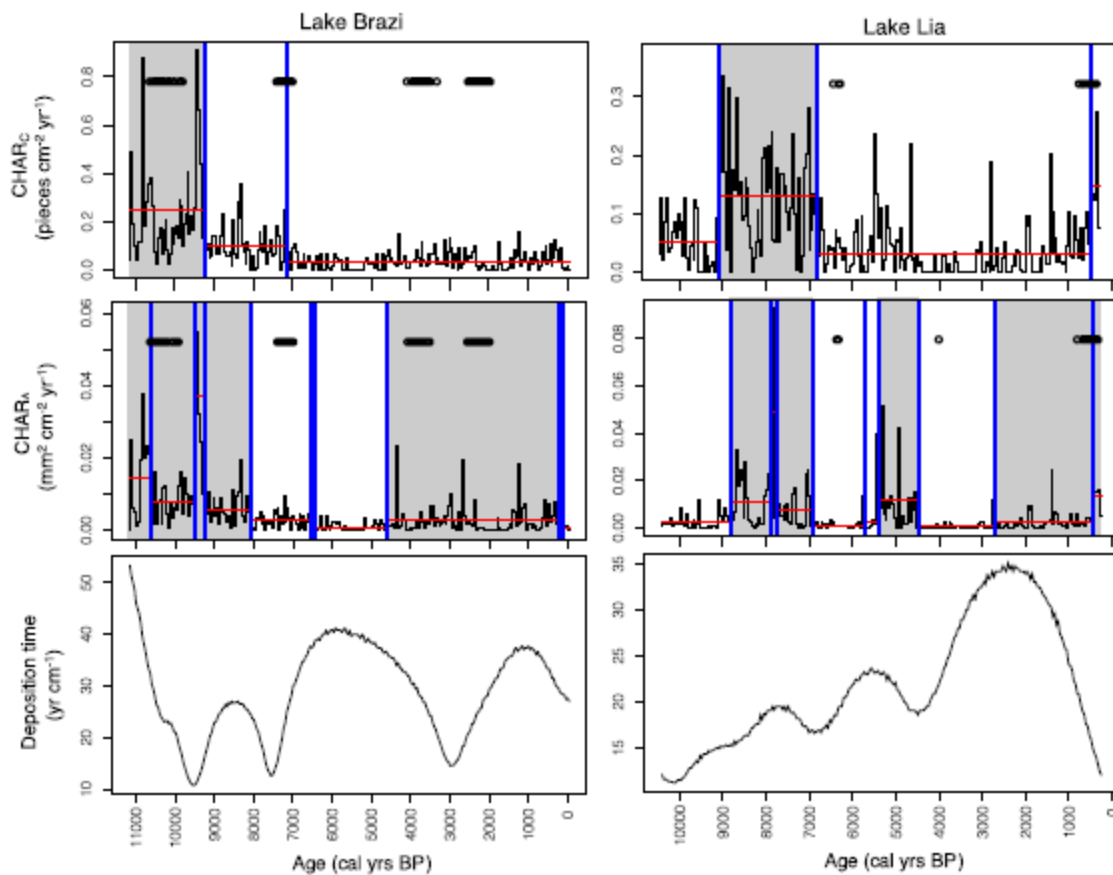 Lake Brazi
Lake Lia
CHARC
(pieces cm-2 yr-1)
0.0 0.2 0.4 0.6 0.8
0.0 0.1 0.2 0.3
CHARA
(mm2 cm-2 yr-1)
0.00 0.02 0.04 0.06
0.00 0.02 0.04 0.06 0.08
Deposition time
(yr cm-1)
10 20 30 40 50
15 20 25 30 35
11000 10000 9000 8000 7000 6000 5000 4000 3000 2000 1000 0
10000 9000 8000 7000 6000 5000 4000 3000 2000 1000 0
Age (cal yrs BP)
Age (cal yrs BP)